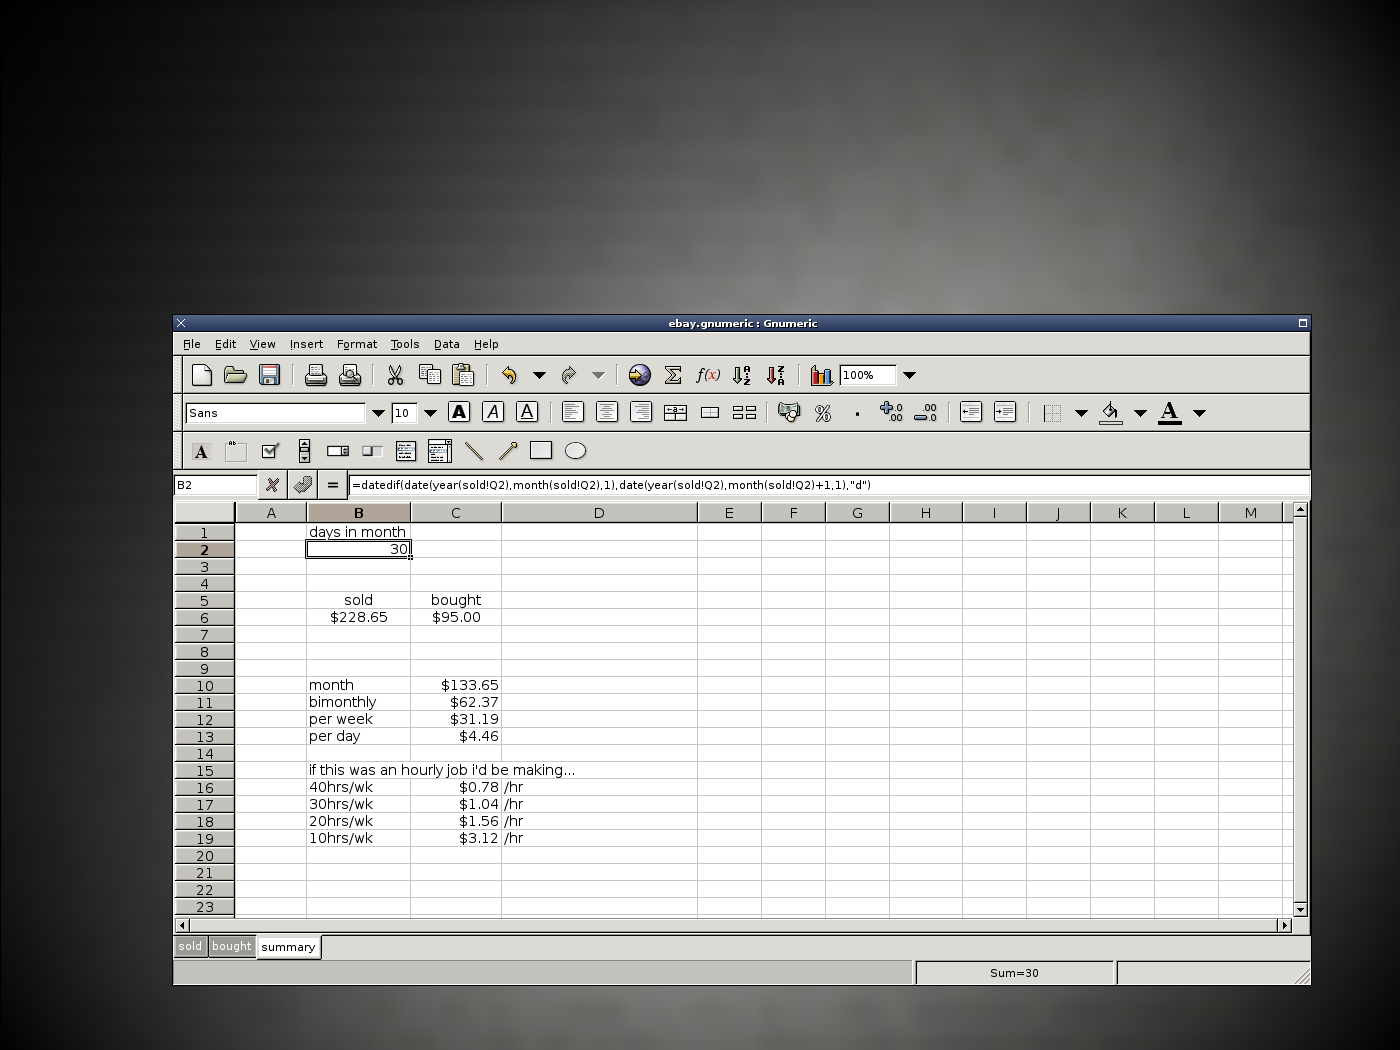 ebay.gnumeric : Gnumeric
File Edit View Insert Format Tools Data Help
f(x) A Z Z A 100%
Sans 10 A A A a % . +.0 .00 .00 A
A ab
B2 = =datedif(date(year(sold!Q2),month(sold!Q2),1),date(year(sold!Q2),month(sold!Q2)+1,1),"d")
A B C D E F G H I J K L M
1 days in month
2 30
3
4
5 sold bought
6 $228.65 $95.00
7
8
9
10 month $133.65
11 bimonthly $62.37
12 per week $31.19
13 per day $4.46
14
15 if this was an hourly job i'd be making...
16 40hrs/wk $0.78 /hr
17 30hrs/wk $1.04 /hr
18 20hrs/wk $1.56 /hr
19 10hrs/wk $3.12 /hr
20
21
22
23
sold bought summary
Sum=30